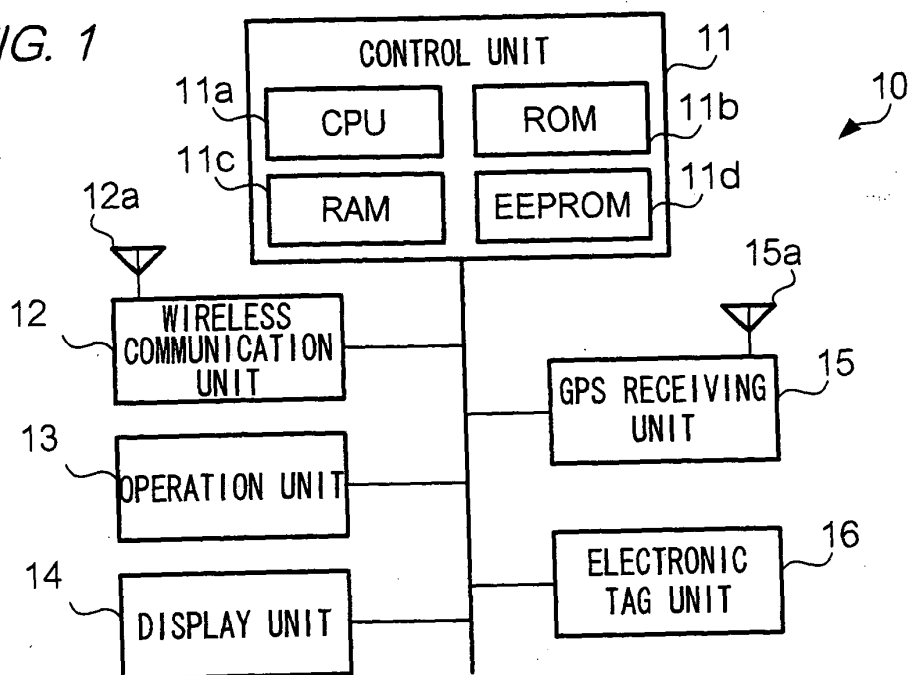 FIG. 1
CONTROL UNIT
11
10
11a
CPU
ROM
11b
11c
RAM
EEPROM
11d
12a
15a
12
WIRELESS
COMMUNICATION
UNIT
GPS RECEIVING
UNIT
15
13
OPERATION UNIT
ELECTRONIC
TAG UNIT
16
14
DISPLAY UNIT